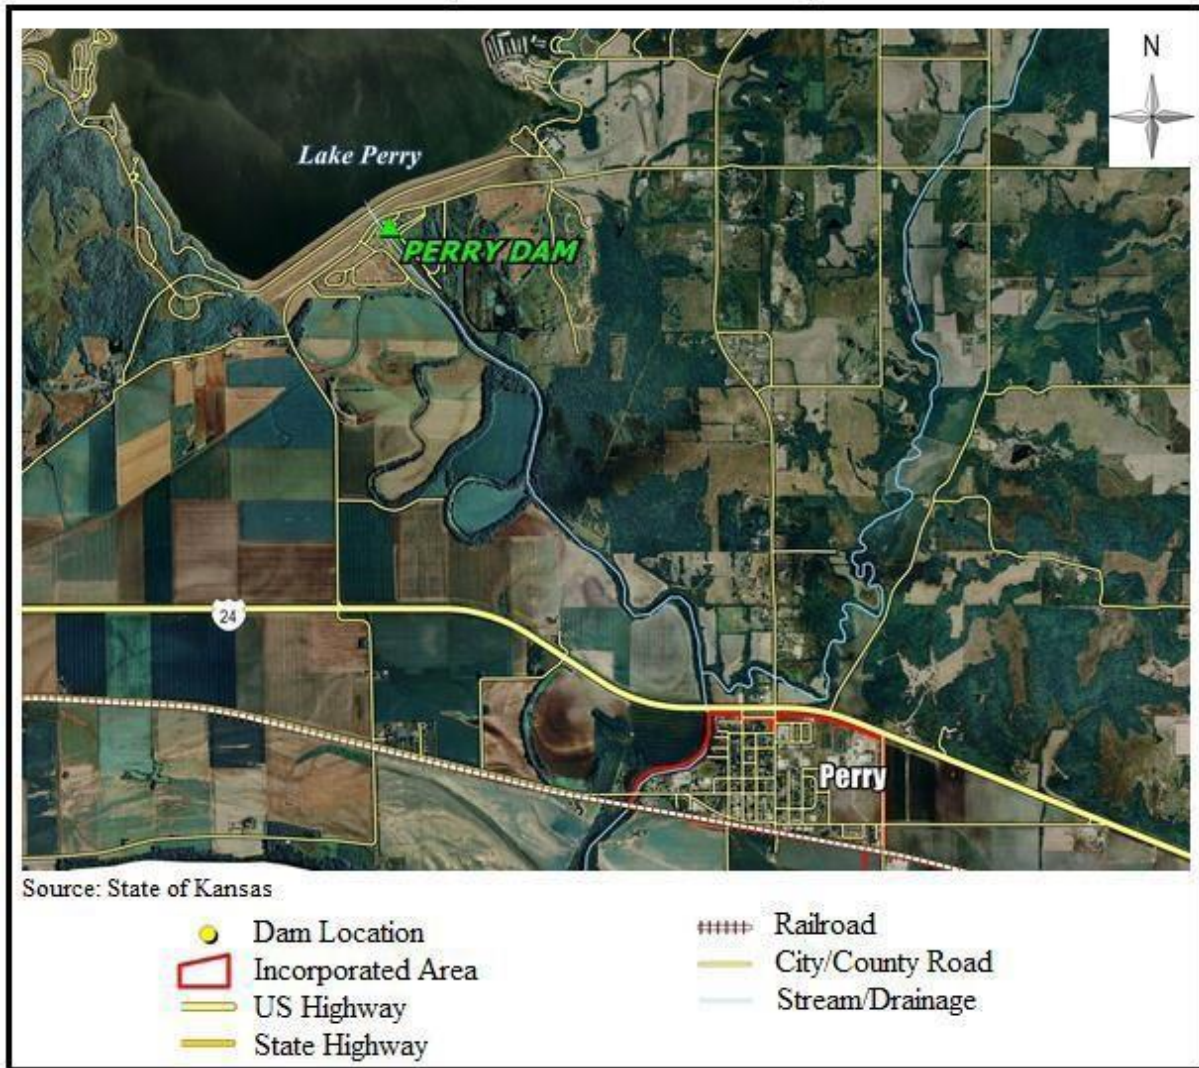 N
Lake Perry
PERRY DAM
24
Perry
Source: State of Kansas
Dam Location
Incorporated Area
US Highway
State Highway
Railroad
City/County Road
Stream/Drainage